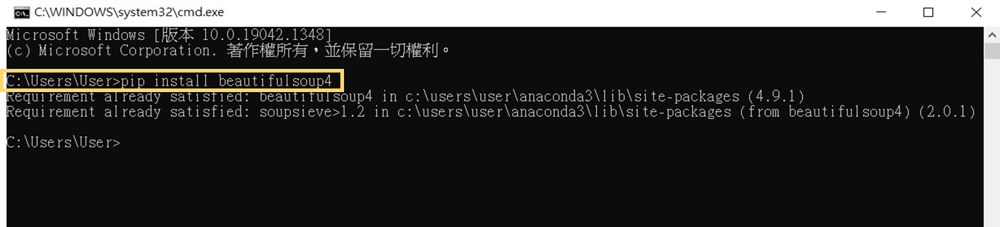 C:\WINDOWS\system32\cmd.exe
Microsoft Windows [版本 10.0.19042.1348]
(c) Microsoft Corporation. 著作權所有，並保留一切權利。
C:\Users\User>pip install beautifulsoup4
Requirement already satisfied: beautifulsoup4 in c:\users\user\anaconda3\lib\site-packages (4.9.1)
Requirement already satisfied: soupsieve>1.2 in c:\users\user\anaconda3\lib\site-packages (from beautifulsoup4) (2.0.1)
C:\Users\User>